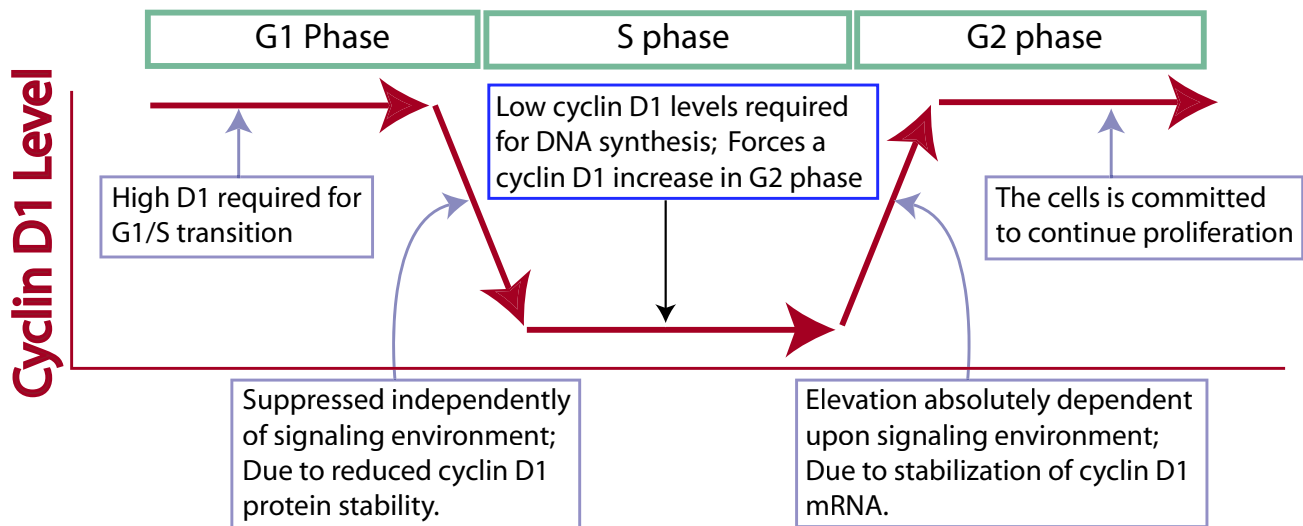 G1 Phase
S phase
G2 phase
Cyclin D1 Level
Low cyclin D1 levels required
for DNA synthesis; Forces a
cyclin D1 increase in G2 phase
High D1 required for
G1/S transition
The cells is committed
to continue proliferation
Suppressed independently
of signaling environment;
Due to reduced cyclin D1
protein stability.
Elevation absolutely dependent
upon signaling environment;
Due to stabilization of cyclin D1
mRNA.